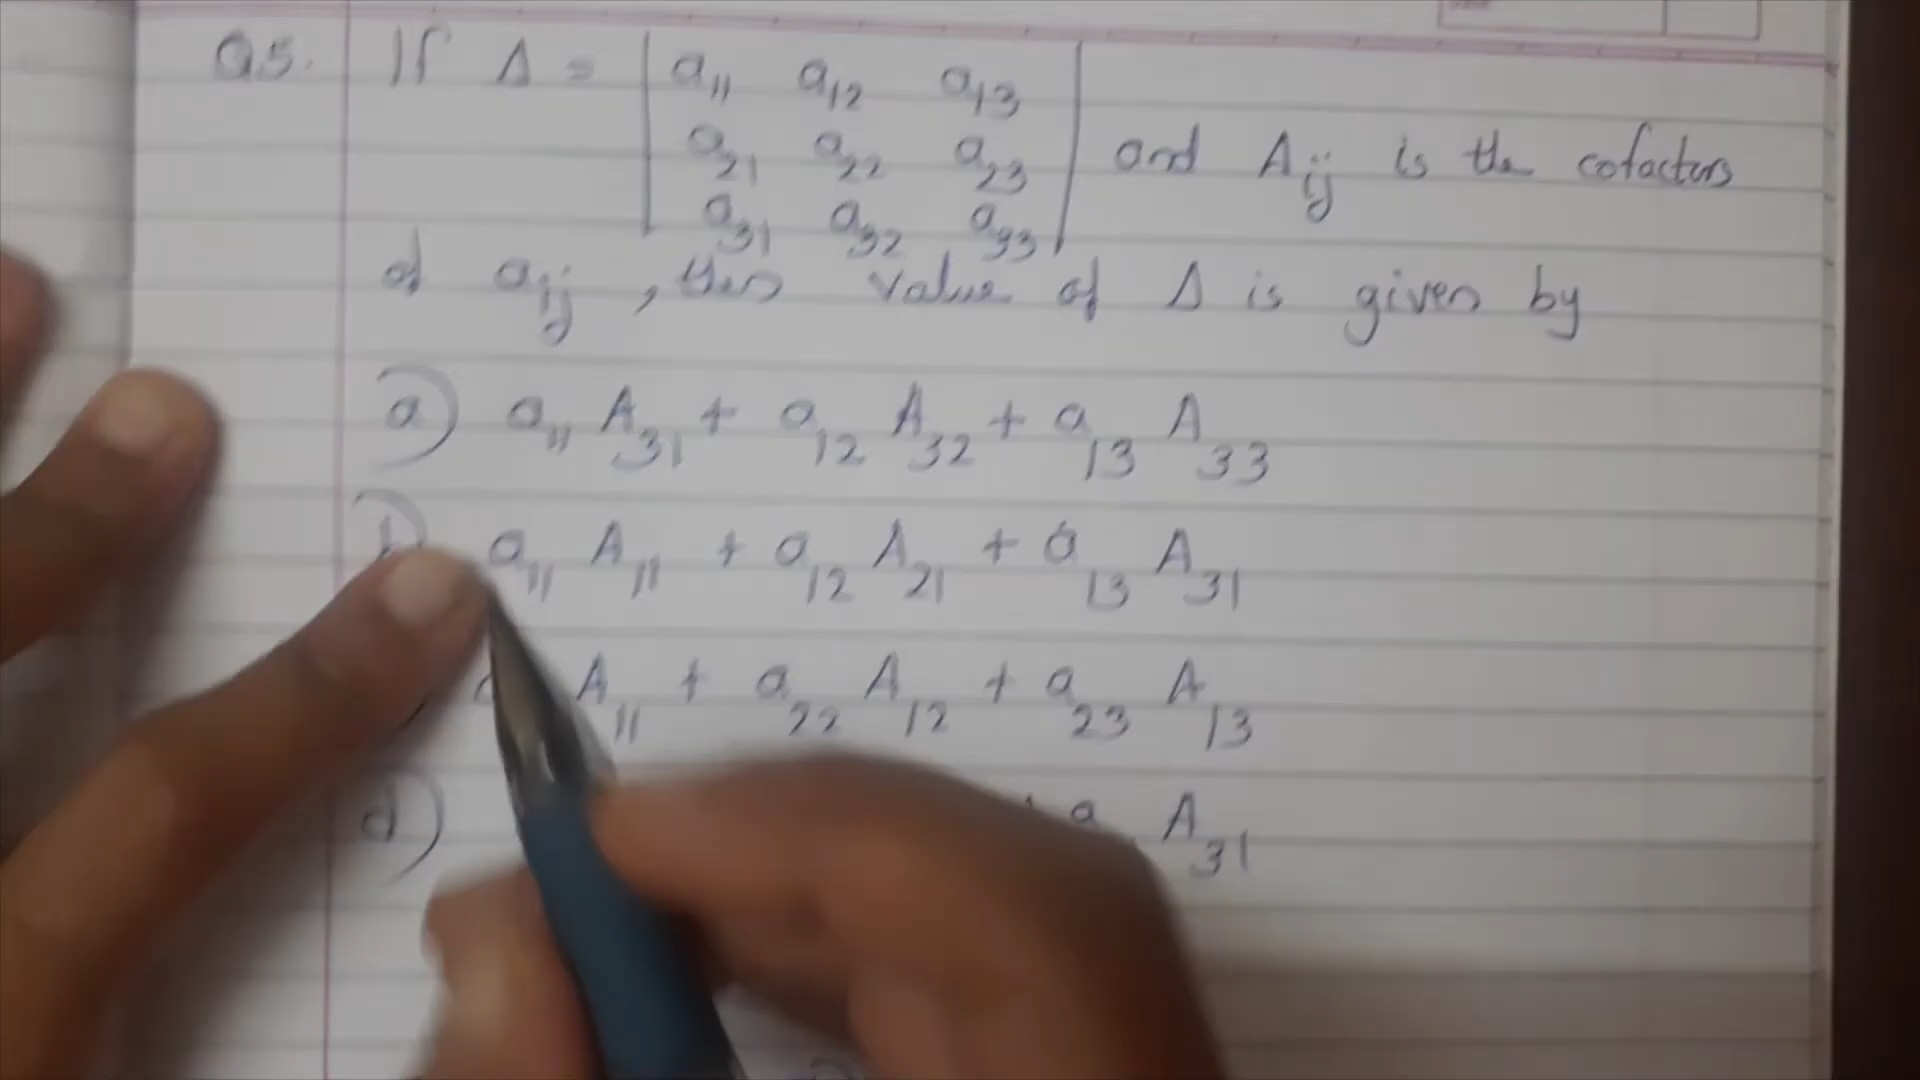 Q5. If Δ = | a11 a12 a13 |
| a21 a22 a23 | and Aij is the cofactors
| a31 a32 a33 |
of aij, then value of Δ is given by
a) a11 A31 + a12 A32 + a13 A33
b) a11 A11 + a12 A21 + a13 A31
A11 + a22 A12 + a23 A13
d) + a A31